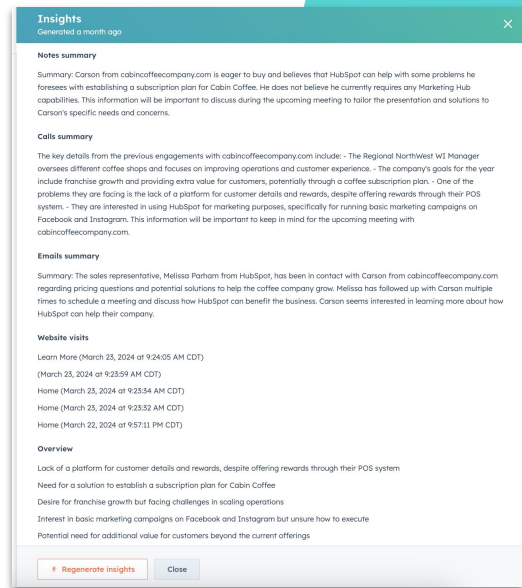 Insights
Generated a month ago
Notes summary
Summary: Carson from cabincoffeecompany.com is eager to buy and believes that HubSpot can help with some problems he
foresees with establishing a subscription plan for Cabin Coffee. He does not believe he currently requires any Marketing Hub
capabilities. This information will be important to discuss during the upcoming meeting to tailor the presentation and solutions to
Carson's specific needs and concerns.
Calls summary
The key details from the previous engagements with cabincoffeecompany.com include: - The Regional NorthWest WI Manager
oversees different coffee shops and focuses on improving operations and customer experience. - The company's goals for the year
include franchise growth and providing extra value for customers, potentially through a coffee subscription plan. - One of the
problems they are facing is the lack of a platform for customer details and rewards, despite offering rewards through their POS
system. - They are interested in using HubSpot for marketing purposes, specifically for running basic marketing campaigns on
Facebook and Instagram. This information will be important to keep in mind for the upcoming meeting with
cabincoffeecompany.com.
Emails summary
Summary: The sales representative, Melissa Parham from HubSpot, has been in contact with Carson from cabincoffeecompany.com
regarding pricing questions and potential solutions to help the coffee company grow. Melissa has followed up with Carson multiple
times to schedule a meeting and discuss how HubSpot can benefit the business. Carson seems interested in learning more about how
HubSpot can help their company.
Website visits
Learn More (March 23, 2024 at 9:24:05 AM CDT)
(March 23, 2024 at 9:23:59 AM CDT)
Home (March 23, 2024 at 9:23:34 AM CDT)
Home (March 23, 2024 at 9:23:32 AM CDT)
Home (March 22, 2024 at 9:57:11 PM CDT)
Overview
Lack of a platform for customer details and rewards, despite offering rewards through their POS system
Need for a solution to establish a subscription plan for Cabin Coffee
Desire for franchise growth but facing challenges in scaling operations
Interest in basic marketing campaigns on Facebook and Instagram but unsure how to execute
Potential need for additional value for customers beyond the current offerings
Regenerate insights
Close